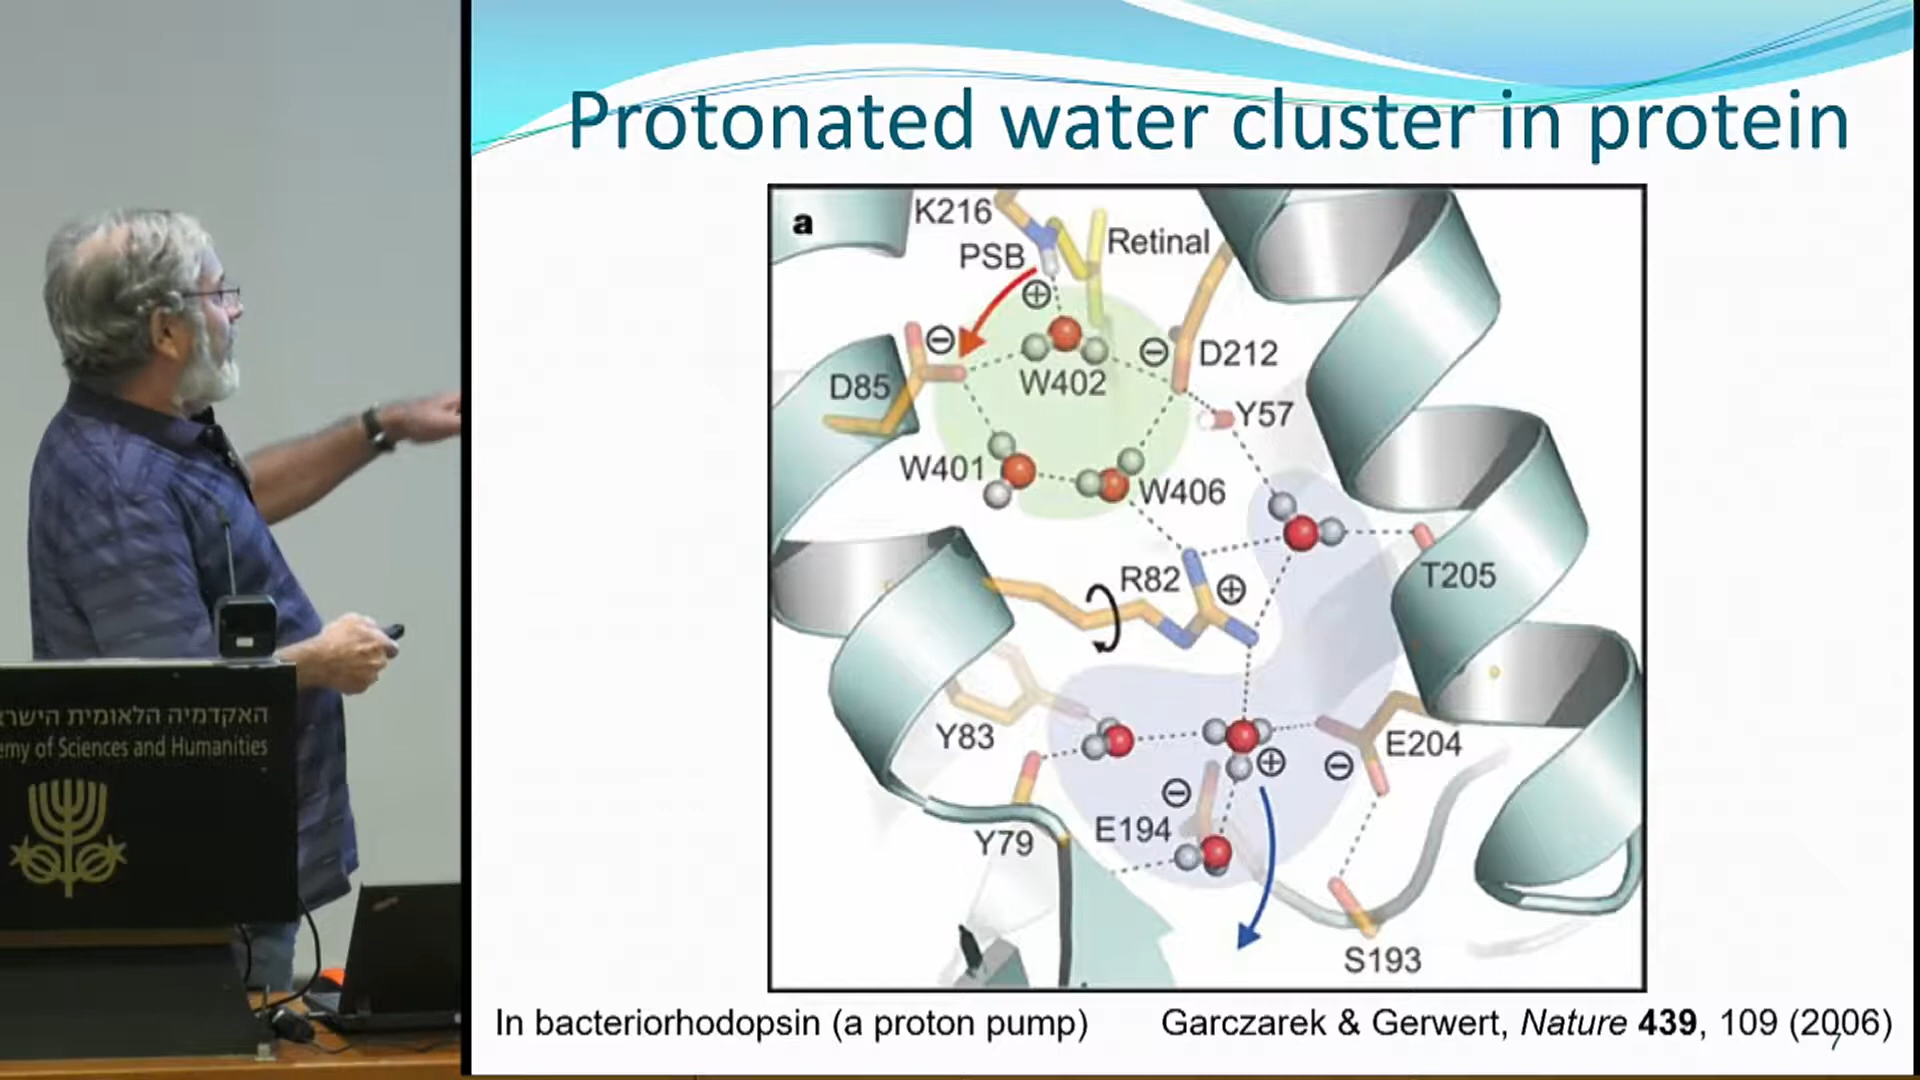 Protonated water cluster in protein
a
K216
PSB
Retinal
D85
W402
D212
Y57
W401
W406
R82
T205
Y83
E204
E194
Y79
S193
In bacteriorhodopsin (a proton pump)
Garczarek & Gerwert, Nature 439, 109 (2006)
7
האקדמיה הלאומית הישרא
emy of Sciences and Humanities